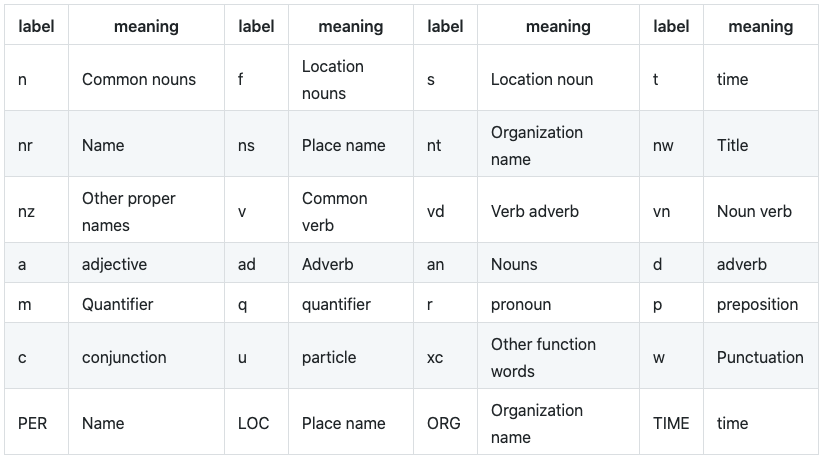 label meaning label meaning label meaning label meaning
n Common nouns f Location nouns s Location noun t time
nr Name ns Place name nt Organization name nw Title
nz Other proper names v Common verb vd Verb adverb vn Noun verb
a adjective ad Adverb an Nouns d adverb
m Quantifier q quantifier r pronoun p preposition
c conjunction u particle xc Other function words w Punctuation
PER Name LOC Place name ORG Organization name TIME time